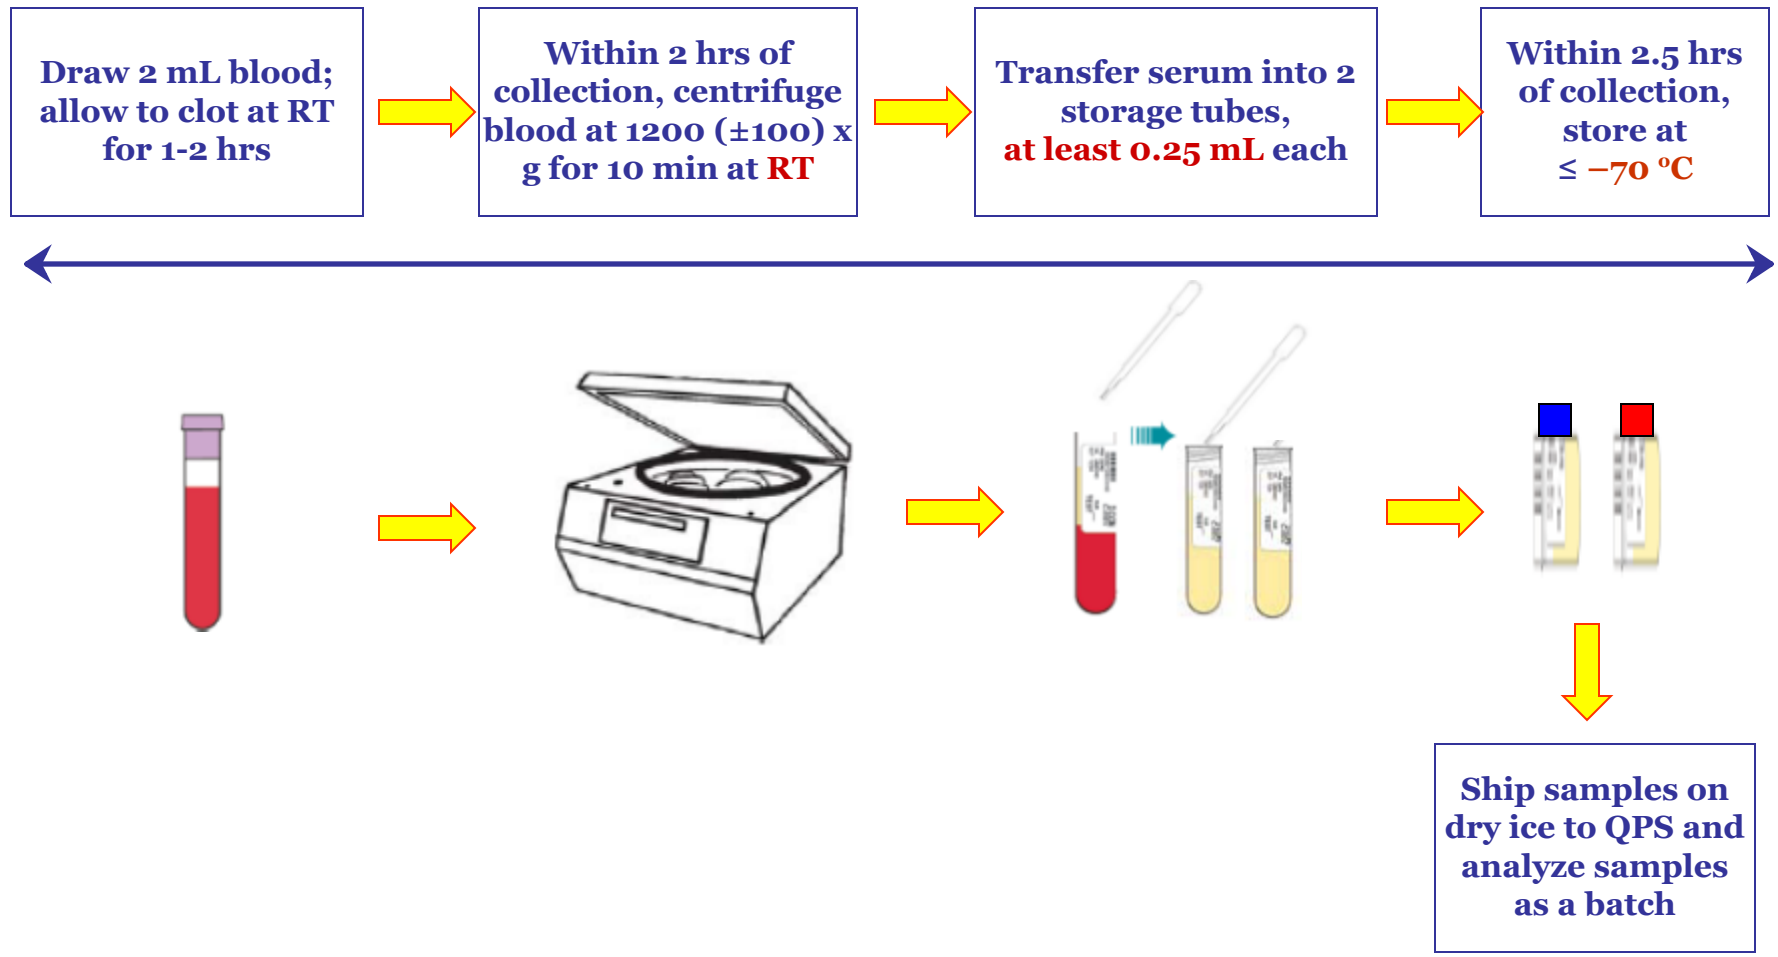 Draw 2 mL blood;
allow to clot at RT
for 1-2 hrs
Within 2 hrs of
collection, centrifuge
blood at 1200 (±100) x
g for 10 min at RT
Transfer serum into 2
storage tubes,
at least 0.25 mL each
Within 2.5 hrs
of collection,
store at
≤ –70 °C
Ship samples on
dry ice to QPS and
analyze samples
as a batch